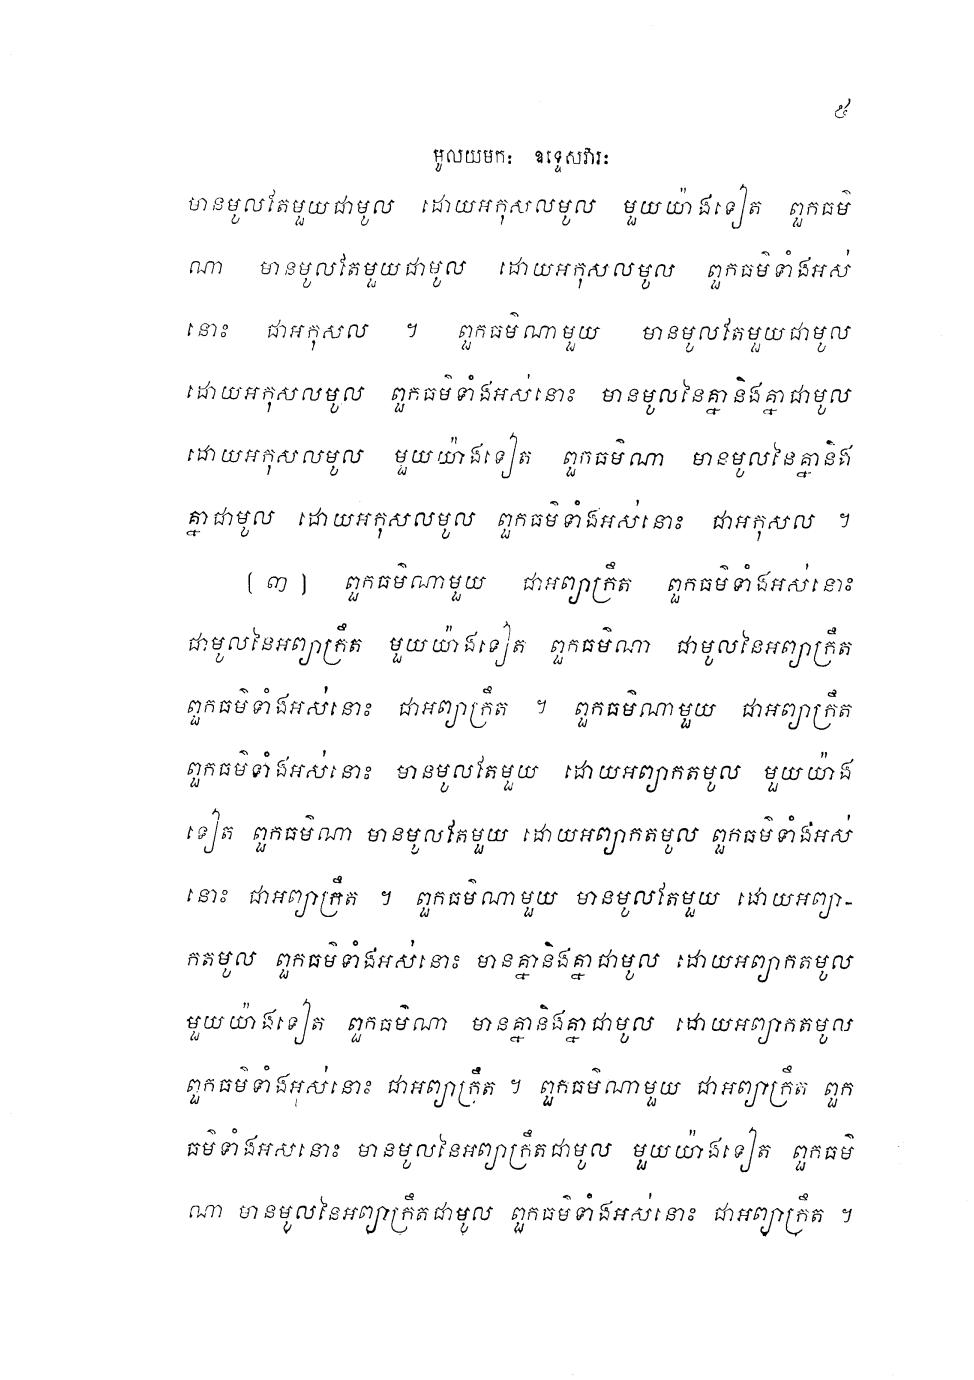 ៥
មូលយមកៈ ឧទ្ទេសវារៈ
មានមូលតែមួយជាមូល ដោយអកុសលមូល មួយយ៉ាងទៀត ពួកធម៌
ណា មានមូលតែមួយជាមូល ដោយអកុសលមូល ពួកធម៌ទាំងអស់
នោះ ជាអកុសល ។ ពួកធម៌ណាមួយ មានមូលតែមួយជាមូល
ដោយអកុសលមូល ពួកធម៌ទាំងអស់នោះ មានមូលនៃគ្នានិងគ្នាជាមូល
ដោយអកុសលមូល មួយយ៉ាងទៀត ពួកធម៌ណា មានមូលនៃគ្នានិង
គ្នាជាមូល ដោយអកុសលមូល ពួកធម៌ទាំងអស់នោះ ជាអកុសល ។
[ ៣ ] ពួកធម៌ណាមួយ ជាអព្យាក្រឹត ពួកធម៌ទាំងអស់នោះ
ជាមូលនៃអព្យាក្រឹត មួយយ៉ាងទៀត ពួកធម៌ណា ជាមូលនៃអព្យាក្រឹត
ពួកធម៌ទាំងអស់នោះ ជាអព្យាក្រឹត ។ ពួកធម៌ណាមួយ ជាអព្យាក្រឹត
ពួកធម៌ទាំងអស់នោះ មានមូលតែមួយ ដោយអព្យាកតមូល មួយយ៉ាង
ទៀត ពួកធម៌ណា មានមូលតែមួយ ដោយអព្យាកតមូល ពួកធម៌ទាំងអស់
នោះ ជាអព្យាក្រឹត ។ ពួកធម៌ណាមួយ មានមូលតែមួយ ដោយអព្យា-
កតមូល ពួកធម៌ទាំងអស់នោះ មានគ្នានិងគ្នាជាមូល ដោយអព្យាកតមូល
មួយយ៉ាងទៀត ពួកធម៌ណា មានគ្នានិងគ្នាជាមូល ដោយអព្យាកតមូល
ពួកធម៌ទាំងអស់នោះ ជាអព្យាក្រឹត ។ ពួកធម៌ណាមួយ ជាអព្យាក្រឹត ពួក
ធម៌ទាំងអស់នោះ មានមូលនៃអព្យាក្រឹតជាមូល មួយយ៉ាងទៀត ពួកធម៌
ណា មានមូលនៃអព្យាក្រឹតជាមូល ពួកធម៌ទាំងអស់នោះ ជាអព្យាក្រឹត ។